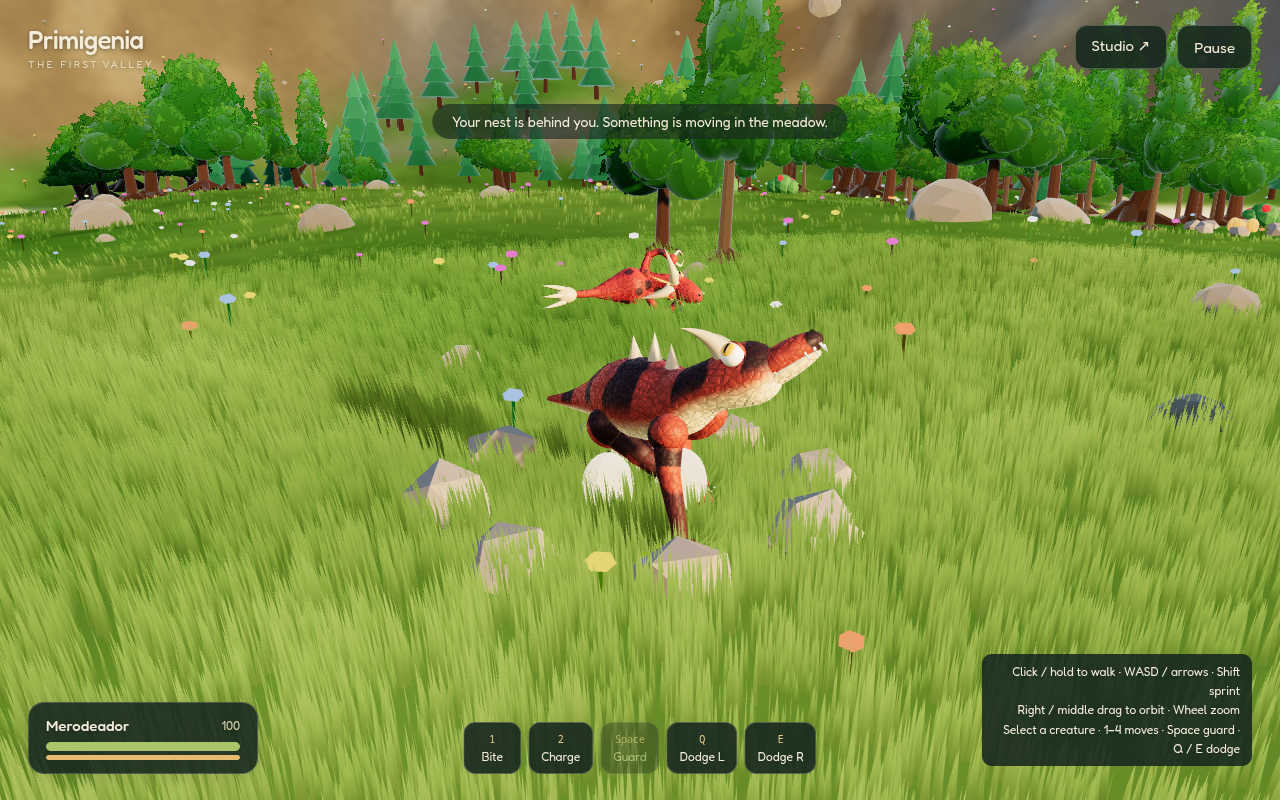 Primigenia
THE FIRST VALLEY
Studio ↗
Pause
Your nest is behind you. Something is moving in the meadow.
Merodeador
100
1
Bite
2
Charge
Space
Guard
Q
Dodge L
E
Dodge R
Click / hold to walk · WASD / arrows · Shift
sprint
Right / middle drag to orbit · Wheel zoom
Select a creature · 1–4 moves · Space guard ·
Q / E dodge